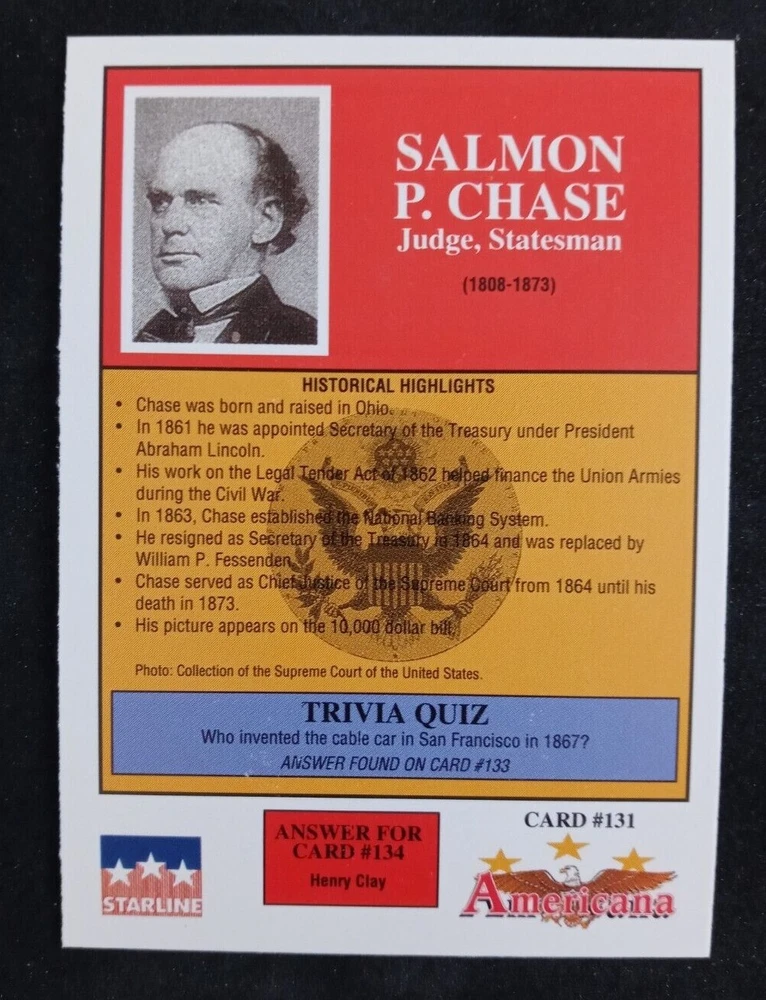 SALMON
P. CHASE
Judge, Statesman
(1808-1873)
HISTORICAL HIGHLIGHTS
• Chase was born and raised in Ohio.
• In 1861 he was appointed Secretary of the Treasury under President
Abraham Lincoln.
• His work on the Legal Tender Act of 1862 helped finance the Union Armies
during the Civil War.
• In 1863, Chase established the National Banking System.
• He resigned as Secretary of the Treasury in 1864 and was replaced by
William P. Fessenden.
• Chase served as Chief Justice of the Supreme Court from 1864 until his
death in 1873.
• His picture appears on the 10,000 dollar bill.
Photo: Collection of the Supreme Court of the United States.
TRIVIA QUIZ
Who invented the cable car in San Francisco in 1867?
ANSWER FOUND ON CARD #133
STARLINE
ANSWER FOR
CARD #134
Henry Clay
CARD #131
Americana